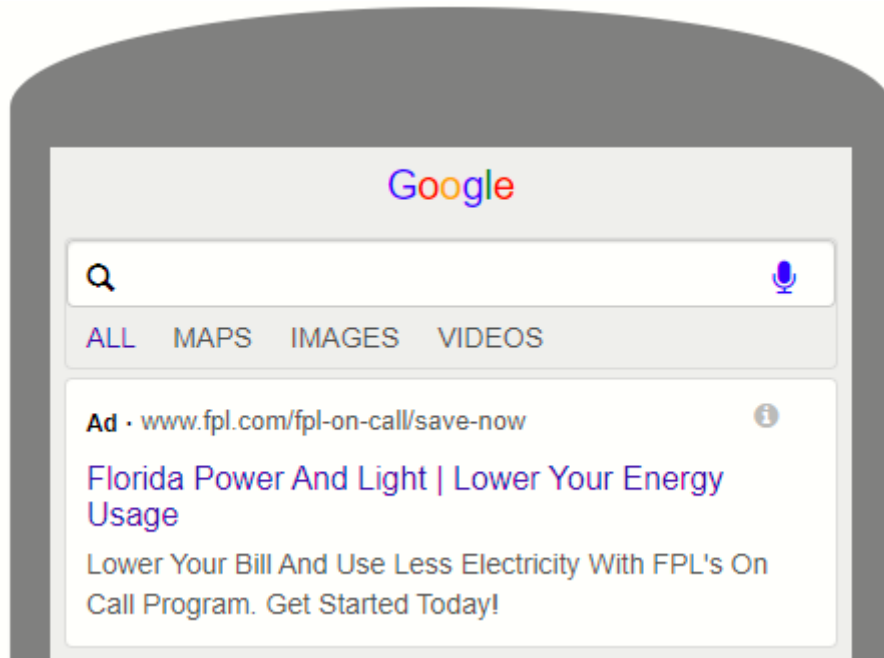 Google
ALL MAPS IMAGES VIDEOS
Ad · www.fpl.com/fpl-on-call/save-now
Florida Power And Light | Lower Your Energy
Usage
Lower Your Bill And Use Less Electricity With FPL's On
Call Program. Get Started Today!